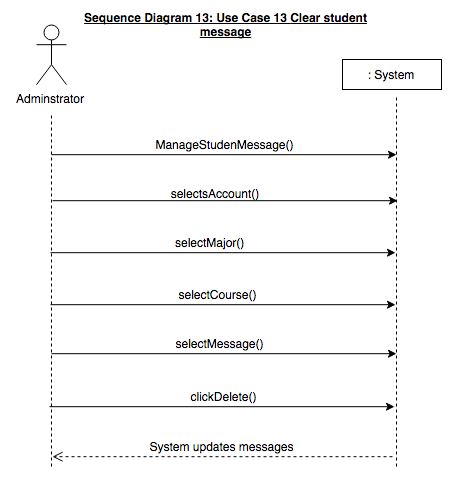 Sequence Diagram 13: Use Case 13 Clear student
message
: System
Adminstrator
ManageStudenMessage()
selectsAccount()
selectMajor()
selectCourse()
selectMessage()
clickDelete()
System updates messages